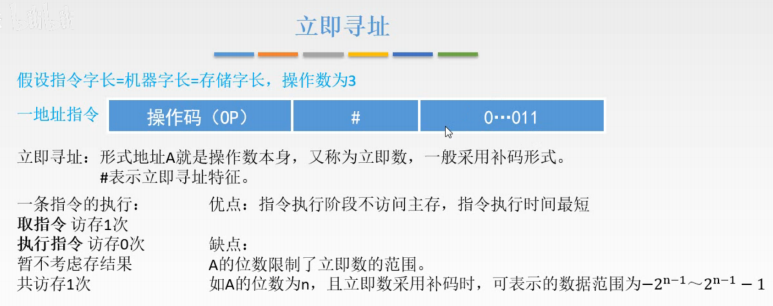 立即寻址
假设指令字长=机器字长=存储字长，操作数为3
一地址指令 操作码（OP） # 0…011
立即寻址：形式地址A就是操作数本身，又称为立即数，一般采用补码形式。
#表示立即寻址特征。
一条指令的执行： 优点：指令执行阶段不访问主存，指令执行时间最短
取指令 访存1次
执行指令 访存0次 缺点：
暂不考虑存结果 A的位数限制了立即数的范围。
共访存1次 如A的位数为n，且立即数采用补码时，可表示的数据范围为−2ⁿ⁻¹～2ⁿ⁻¹ − 1